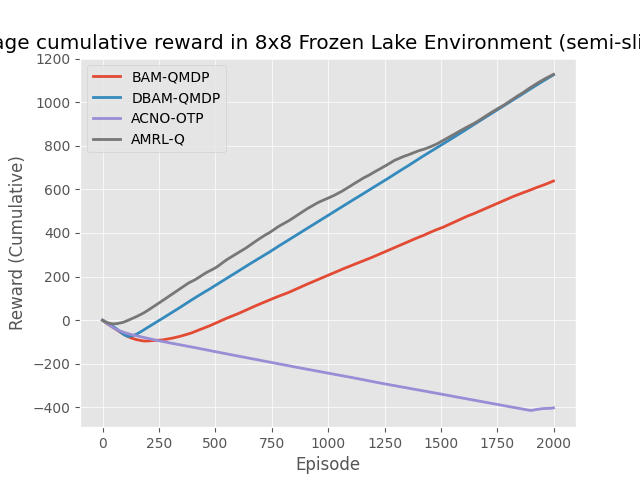 age cumulative reward in 8x8 Frozen Lake Environment (semi-sli
1200
1000
800
600
400
200
0
−200
−400
Reward (Cumulative)
BAM-QMDP
DBAM-QMDP
ACNO-OTP
AMRL-Q
0 250 500 750 1000 1250 1500 1750 2000
Episode